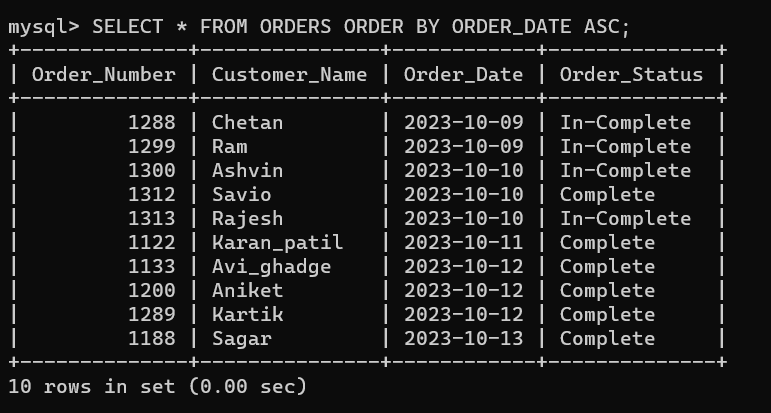 mysql> SELECT * FROM ORDERS ORDER BY ORDER_DATE ASC;
+--------------+---------------+------------+--------------+
| Order_Number | Customer_Name | Order_Date | Order_Status |
+--------------+---------------+------------+--------------+
|         1288 | Chetan        | 2023-10-09 | In-Complete  |
|         1299 | Ram           | 2023-10-09 | In-Complete  |
|         1300 | Ashvin        | 2023-10-10 | In-Complete  |
|         1312 | Savio         | 2023-10-10 | Complete     |
|         1313 | Rajesh        | 2023-10-10 | In-Complete  |
|         1122 | Karan_patil   | 2023-10-11 | Complete     |
|         1133 | Avi_ghadge    | 2023-10-12 | Complete     |
|         1200 | Aniket        | 2023-10-12 | Complete     |
|         1289 | Kartik        | 2023-10-12 | Complete     |
|         1188 | Sagar         | 2023-10-13 | Complete     |
+--------------+---------------+------------+--------------+
10 rows in set (0.00 sec)